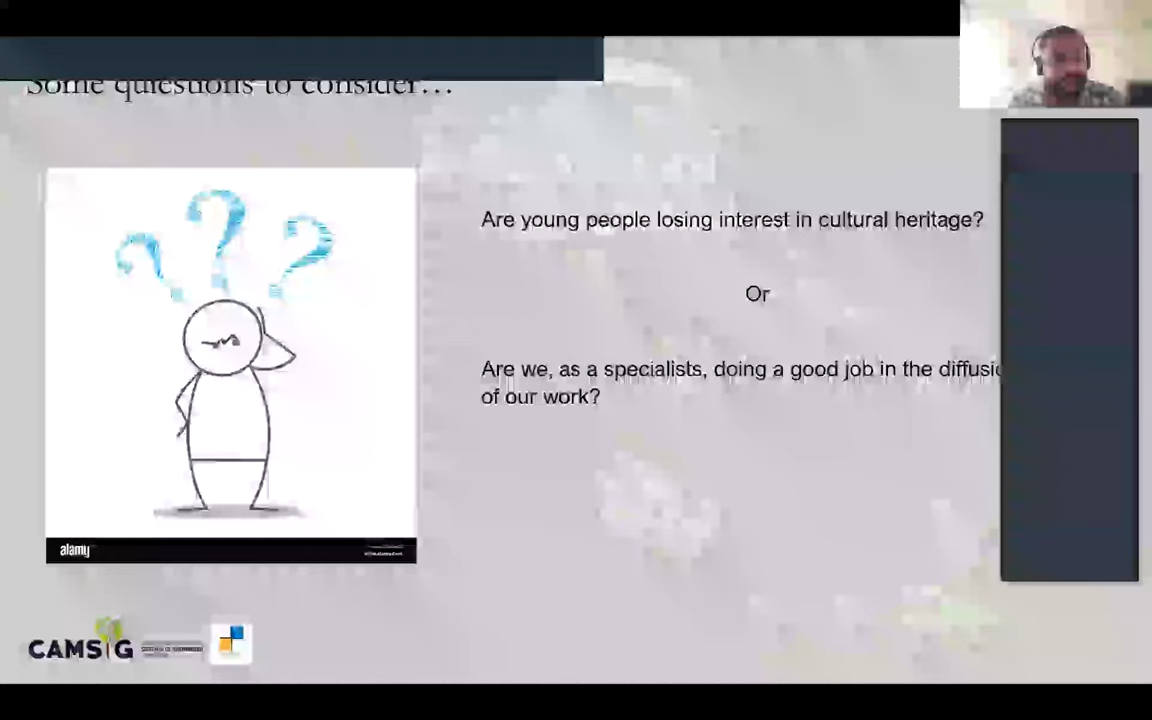 Some questions to consider…
Are young people losing interest in cultural heritage?
Or
Are we, as a specialists, doing a good job in the
of our work?
alamy
CAMSIG